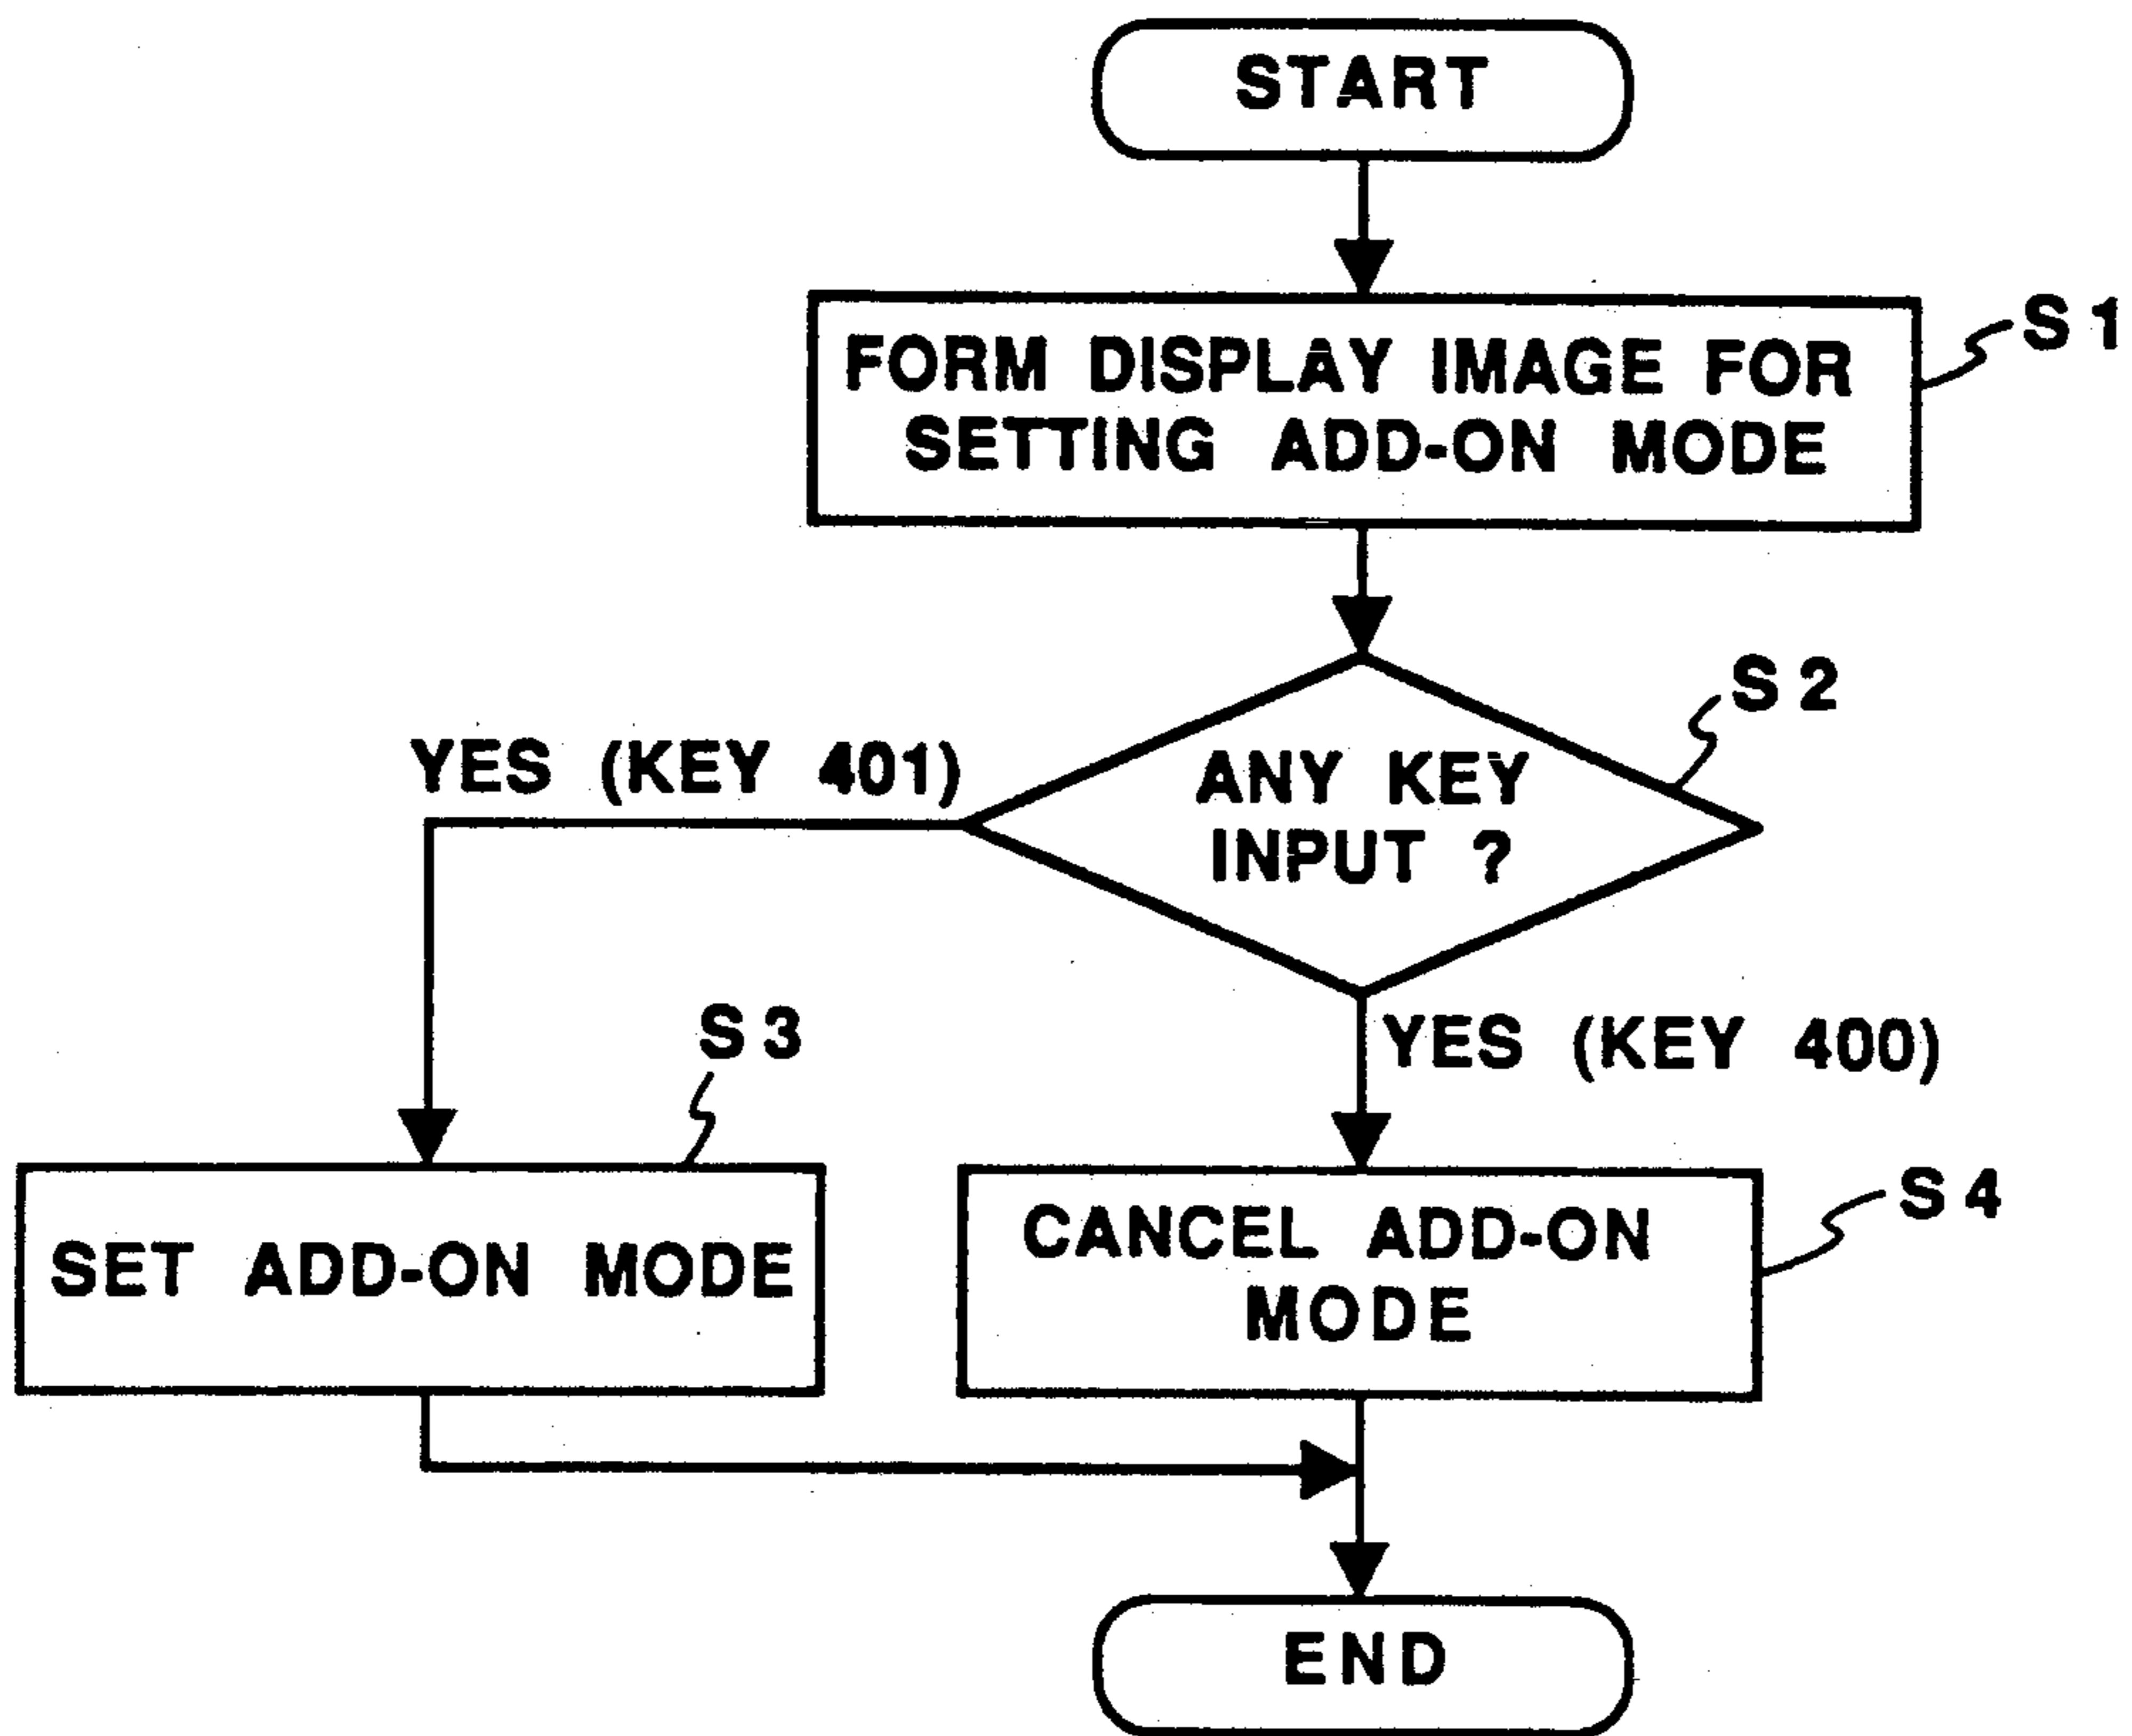 START
FORM DISPLAY IMAGE FOR
SETTING ADD-ON MODE
S1
ANY KEY
INPUT ?
S2
YES (KEY 401)
YES (KEY 400)
S3
SET ADD-ON MODE
CANCEL ADD-ON
MODE
S4
END